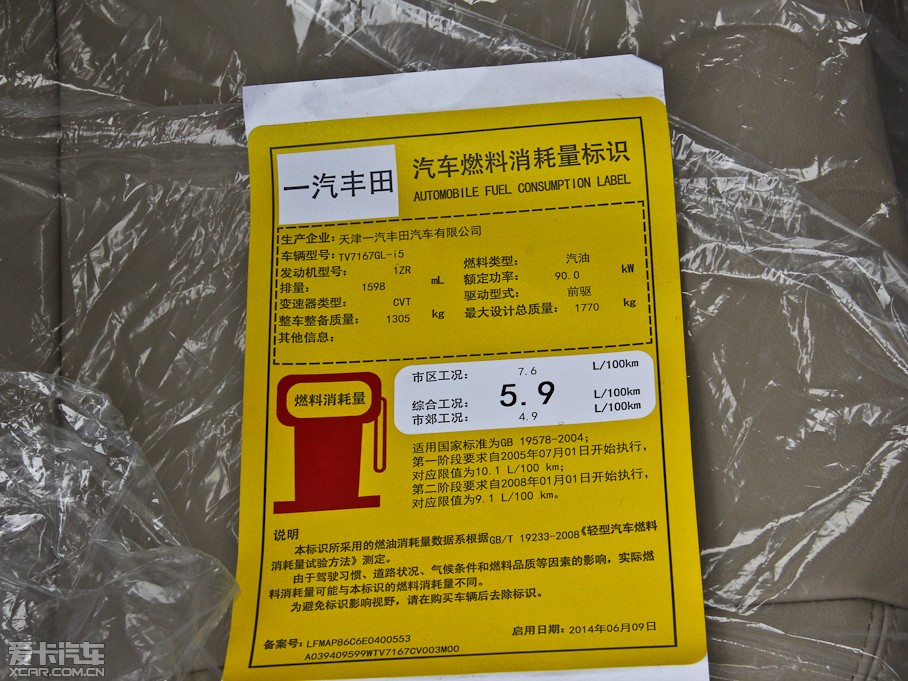 一汽丰田
汽车燃料消耗量标识
AUTOMOBILE FUEL CONSUMPTION LABEL
生产企业:天津一汽丰田汽车有限公司
车辆型号:TV7167GL-i5
发动机型号: 1ZR 燃料类型: 汽油
排量: 1598 mL 额定功率: 90.0 kW
变速器类型: CVT 驱动型式: 前驱
整车整备质量: 1305 kg 最大设计总质量: 1770 kg
其他信息:
燃料消耗量
市区工况: 7.6 L/100km
综合工况: 5.9 L/100km
市郊工况: 4.9 L/100km
适用国家标准为GB 19578-2004;
第一阶段要求自2005年07月01日开始执行,
对应限值为10.1 L/100 km;
第二阶段要求自2008年01月01日开始执行,
对应限值为9.1 L/100 km。
说明
本标识所采用的燃油消耗量数据系根据GB/T 19233-2008《轻型汽车燃料
消耗量试验方法》测定。
由于驾驶习惯、道路状况、气候条件和燃料品质等因素的影响,实际燃
料消耗量可能与本标识的燃料消耗量不同。
为避免标识影响视野,请在购买车辆后去除标识。
备案号:LFMAP86C6E0400553
A039409599WTV7167CV003M00
启用日期:2014年06月09日
爱卡汽车
XCAR.COM.CN